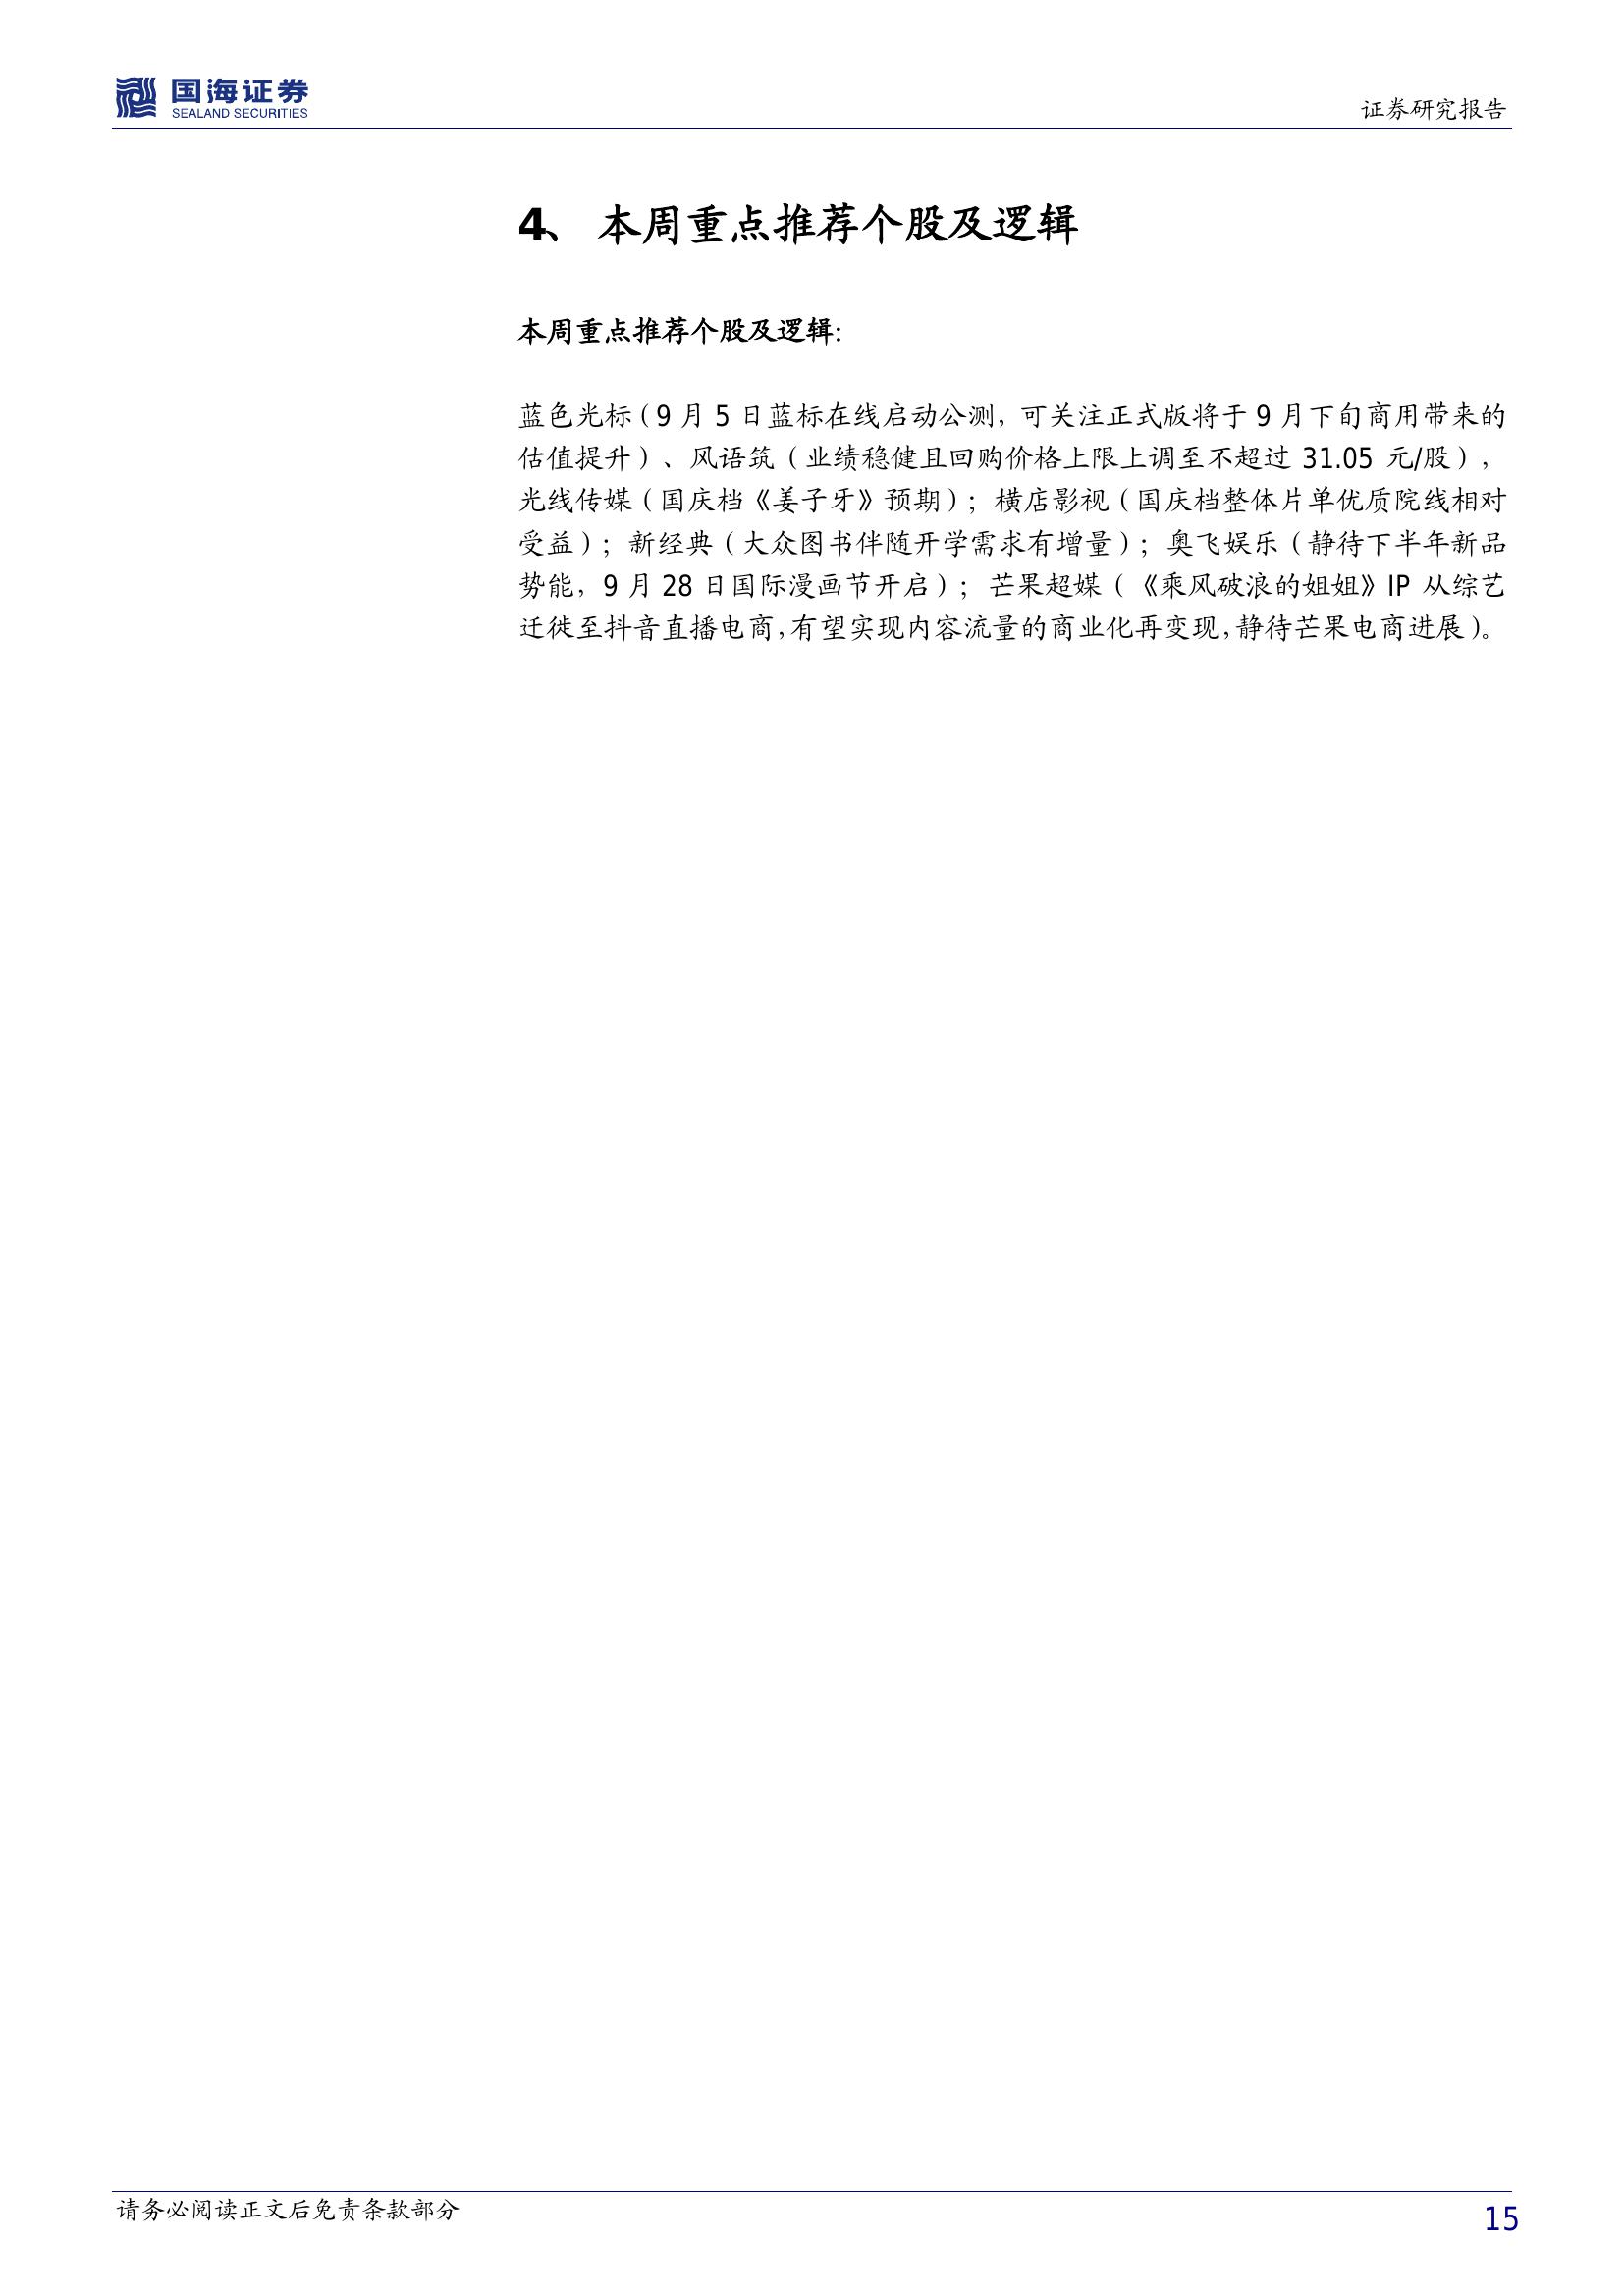 国海证券
SEALAND SECURITIES
证券研究报告
4、 本周重点推荐个股及逻辑
本周重点推荐个股及逻辑：
蓝色光标（9 月 5 日蓝标在线启动公测，可关注正式版将于 9 月下旬商用带来的
估值提升）、风语筑（业绩稳健且回购价格上限上调至不超过 31.05 元/股），
光线传媒（国庆档《姜子牙》预期）；横店影视（国庆档整体片单优质院线相对
受益）；新经典（大众图书伴随开学需求有增量）；奥飞娱乐（静待下半年新品
势能，9 月 28 日国际漫画节开启）；芒果超媒（《乘风破浪的姐姐》IP 从综艺
迁徙至抖音直播电商，有望实现内容流量的商业化再变现，静待芒果电商进展）。
请务必阅读正文后免责条款部分
15